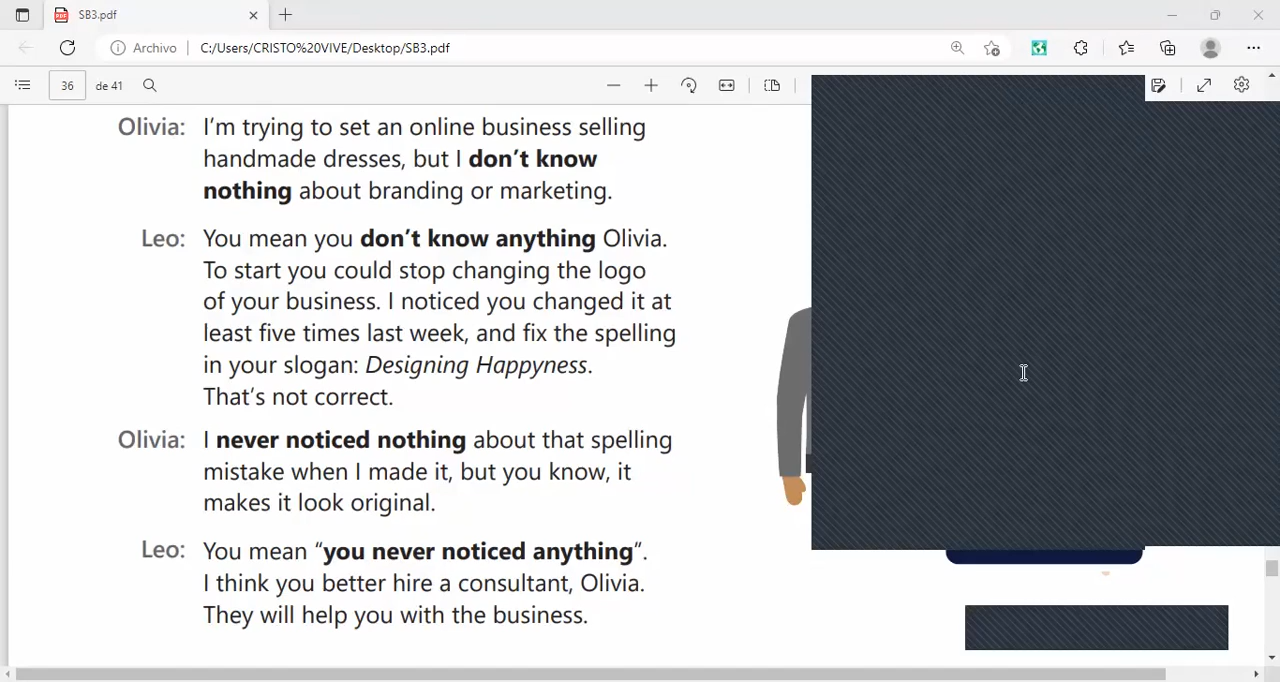 SB3.pdf
Archivo C:/Users/CRISTO%20VIVE/Desktop/SB3.pdf
36 de 41
Olivia: I'm trying to set an online business selling
handmade dresses, but I don't know
nothing about branding or marketing.
Leo: You mean you don't know anything Olivia.
To start you could stop changing the logo
of your business. I noticed you changed it at
least five times last week, and fix the spelling
in your slogan: Designing Happyness.
That's not correct.
Olivia: I never noticed nothing about that spelling
mistake when I made it, but you know, it
makes it look original.
Leo: You mean “you never noticed anything”.
I think you better hire a consultant, Olivia.
They will help you with the business.